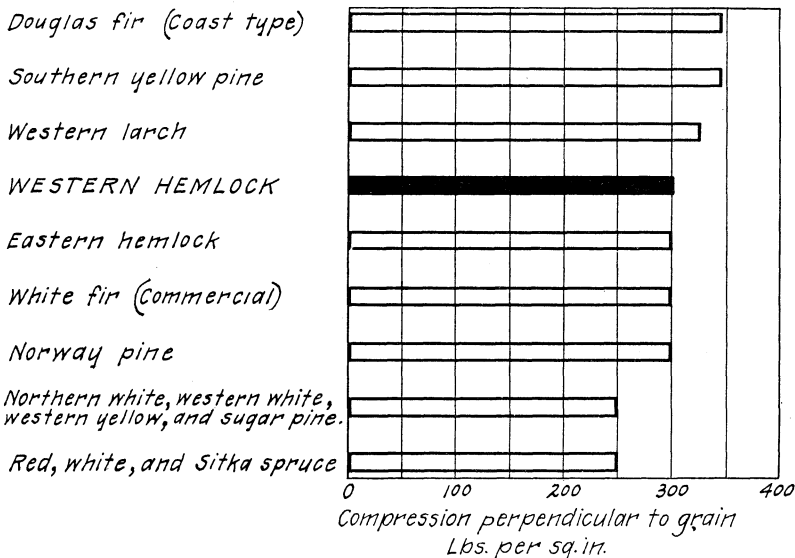 Douglas fir (Coast type)
Southern yellow pine
Western larch
WESTERN HEMLOCK
Eastern hemlock
White fir (Commercial)
Norway pine
Northern white, western white,
western yellow, and sugar pine.
Red, white, and Sitka spruce
0 100 200 300 400
Compression perpendicular to grain
Lbs. per sq. in.